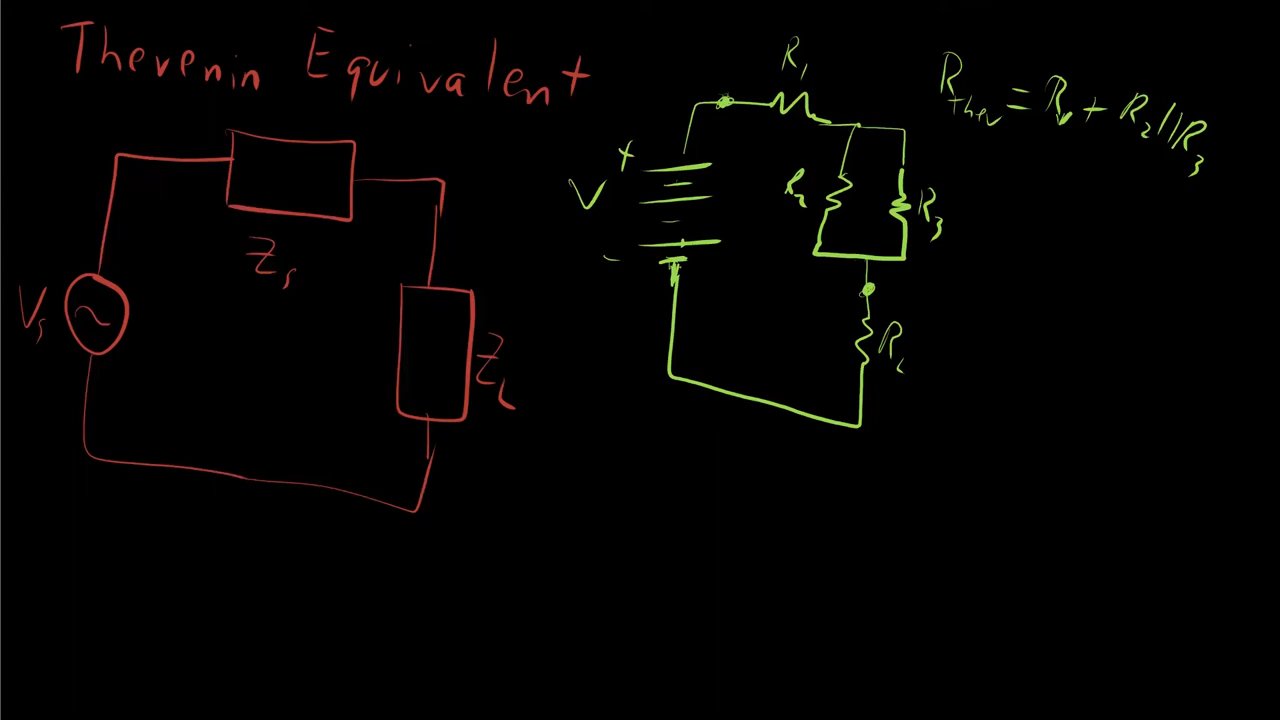 Thevenin Equivalent
R1
Rthev = R1 + R2 // R3
V
+
-
R2
R3
RL
Zs
Vs
ZL